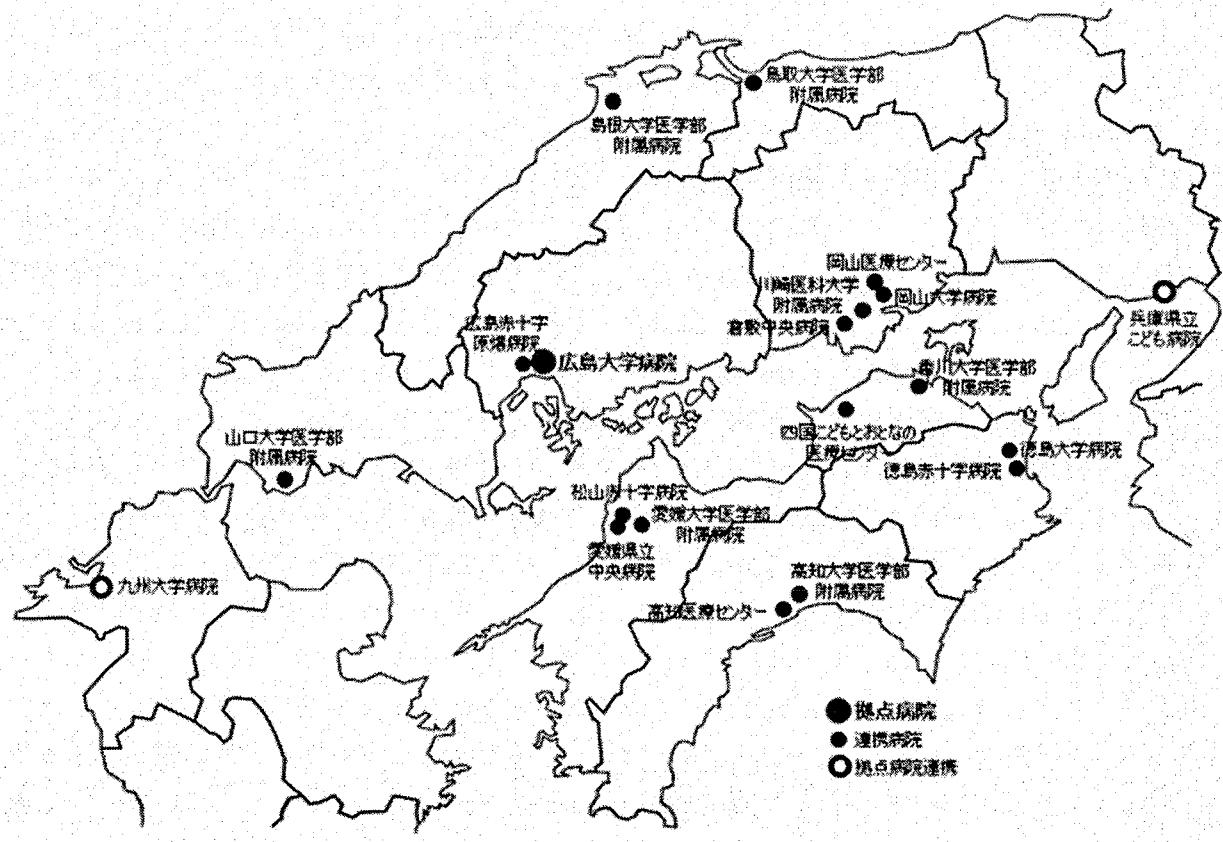 鳥取大学医学部
附属病院
島根大学医学部
附属病院
岡山医療センター
川崎医科大学
附属病院
岡山大学病院
倉敷中央病院
兵庫県立
こども病院
広島赤十字
原爆病院
広島大学病院
香川大学医学部
附属病院
四国こどもとおとなの
医療センター
徳島大学病院
徳島赤十字病院
山口大学医学部
附属病院
松山赤十字病院
愛媛大学医学部
附属病院
愛媛県立
中央病院
九州大学病院
高知大学医学部
附属病院
高知医療センター
拠点病院
連携病院
拠点病院連携